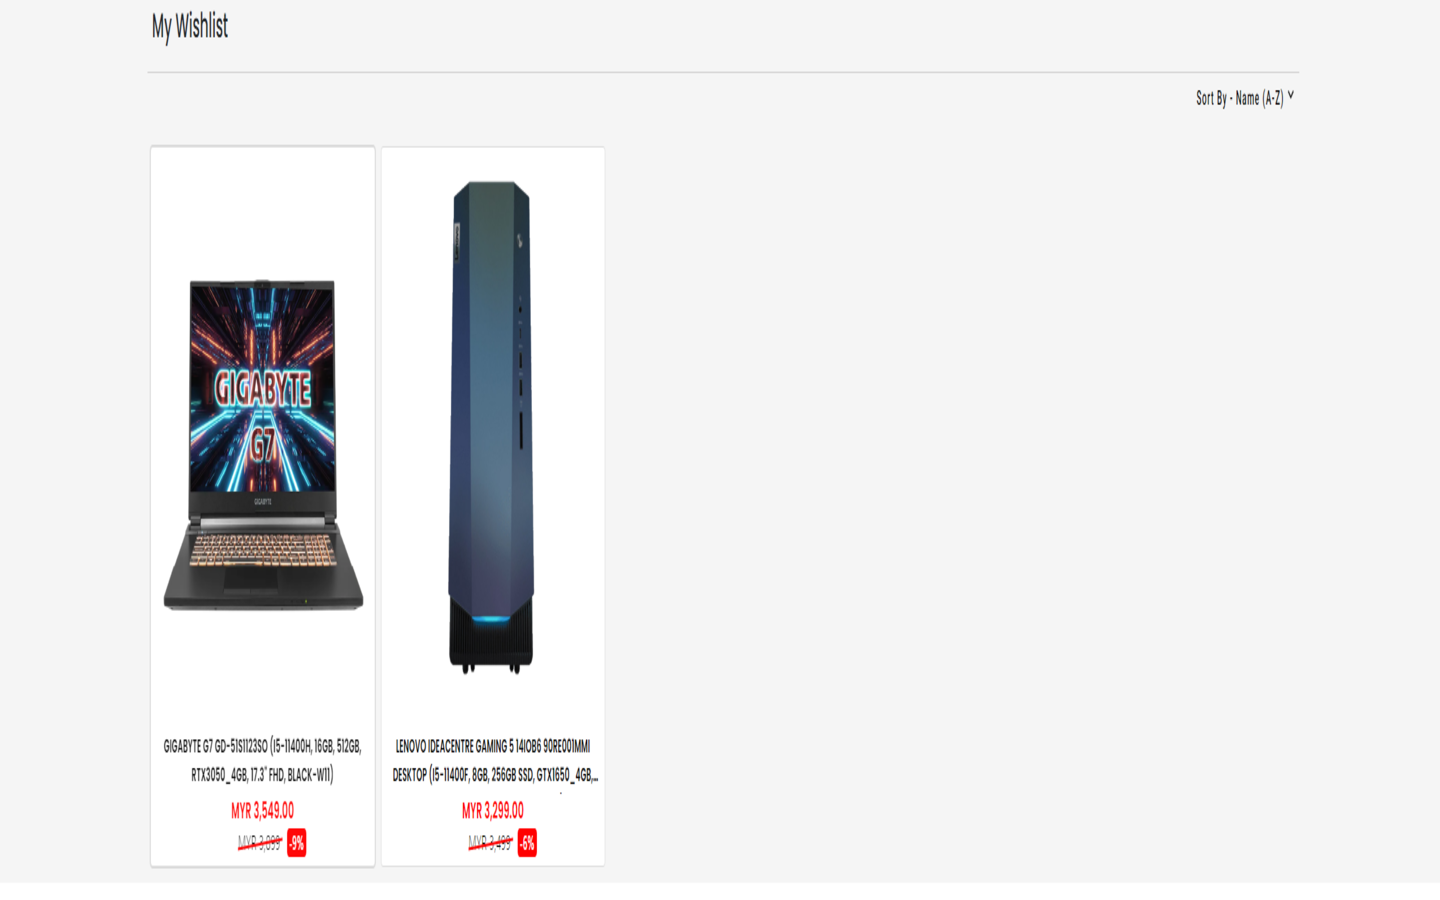 My Wishlist
Sort By - Name (A-Z)
GIGABYTE
G7
GIGABYTE
GIGABYTE G7 GD-51S1123SO (I5-11400H, 16GB, 512GB,
RTX3050_4GB, 17.3" FHD, BLACK-W11)
MYR 3,549.00
MYR 3,899 -9%
LENOVO IDEACENTRE GAMING 5 14IOB6 90RE001MMI
DESKTOP (I5-11400F, 8GB, 256GB SSD, GTX1650_4GB,...
MYR 3,299.00
MYR 3,499 -6%